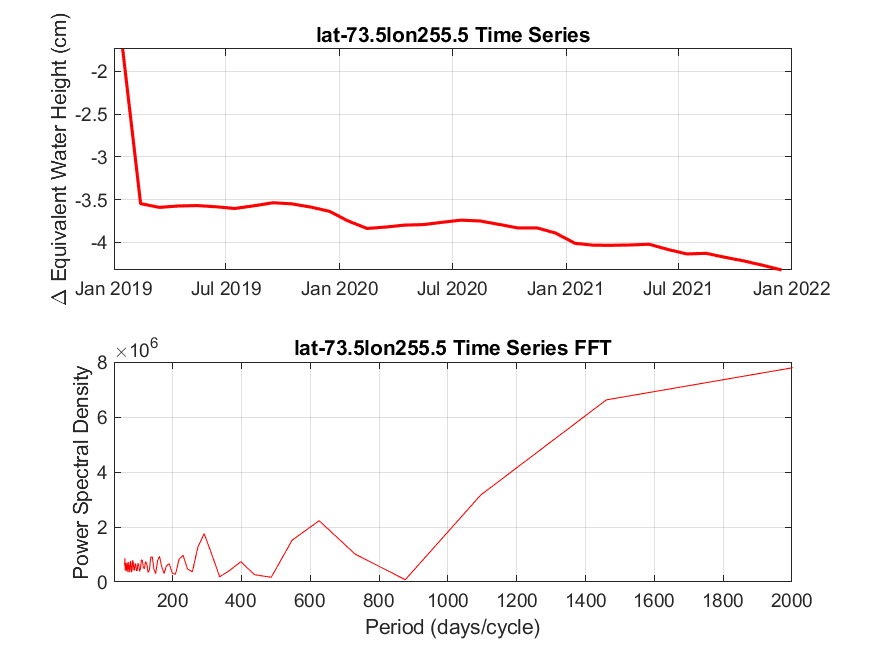 lat-73.5lon255.5 Time Series
Δ Equivalent Water Height (cm)
-2
-2.5
-3
-3.5
-4
Jan 2019 Jul 2019 Jan 2020 Jul 2020 Jan 2021 Jul 2021 Jan 2022
lat-73.5lon255.5 Time Series FFT
×10^6
Power Spectral Density
8
6
4
2
0
200 400 600 800 1000 1200 1400 1600 1800 2000
Period (days/cycle)